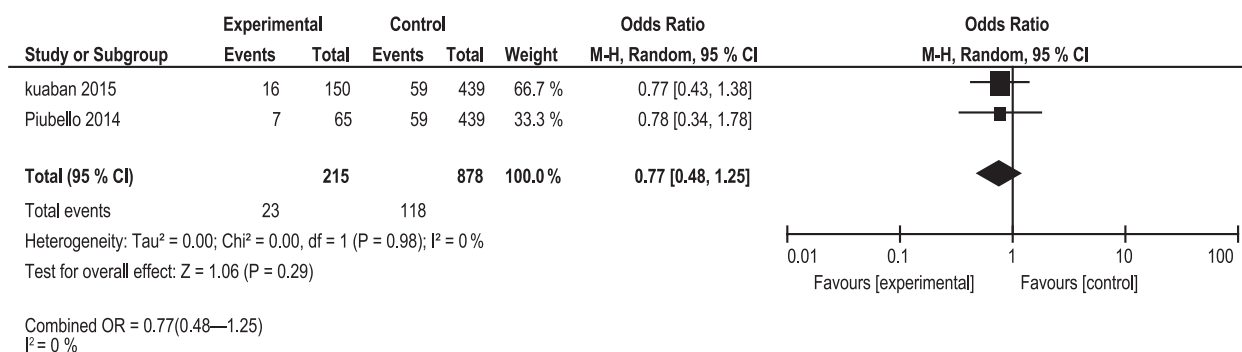 Experimental Control Odds Ratio Odds Ratio
Study or Subgroup Events Total Events Total Weight M-H, Random, 95 % CI M-H, Random, 95 % CI
kuaban 2015 16 150 59 439 66.7 % 0.77 [0.43, 1.38]
Piubello 2014 7 65 59 439 33.3 % 0.78 [0.34, 1.78]
Total (95 % CI) 215 878 100.0 % 0.77 [0.48, 1.25]
Total events 23 118
Heterogeneity: Tau² = 0.00; Chi² = 0.00, df = 1 (P = 0.98); I² = 0 %
Test for overall effect: Z = 1.06 (P = 0.29)
0.01 0.1 1 10 100
Favours [experimental] Favours [control]
Combined OR = 0.77(0.48—1.25)
I² = 0 %